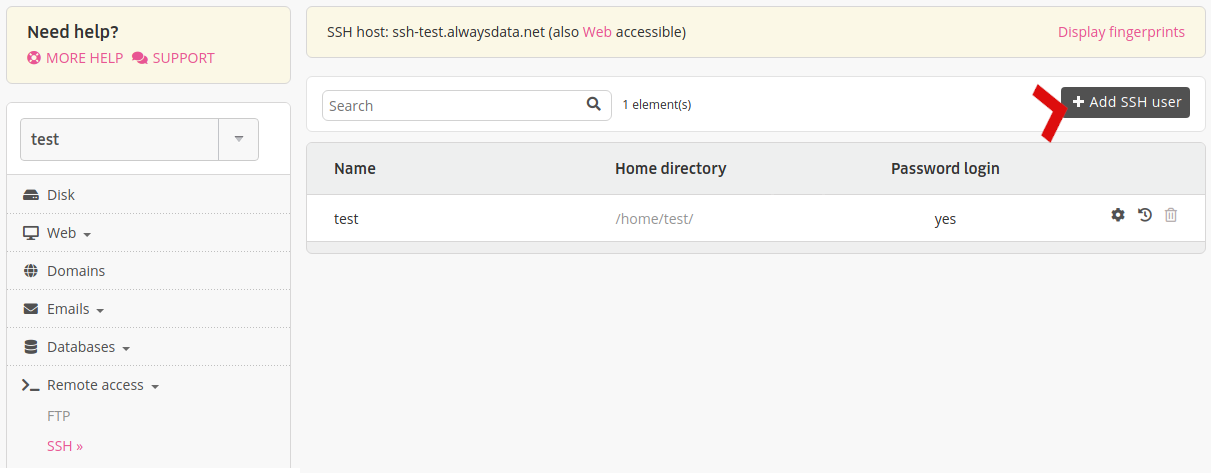 Need help?
MORE HELP SUPPORT
test
Disk
Web
Domains
Emails
Databases
Remote access
FTP
SSH »
SSH host: ssh-test.alwaysdata.net (also Web accessible)
Display fingerprints
Search
1 element(s)
Add SSH user
Name Home directory Password login
test /home/test/ yes